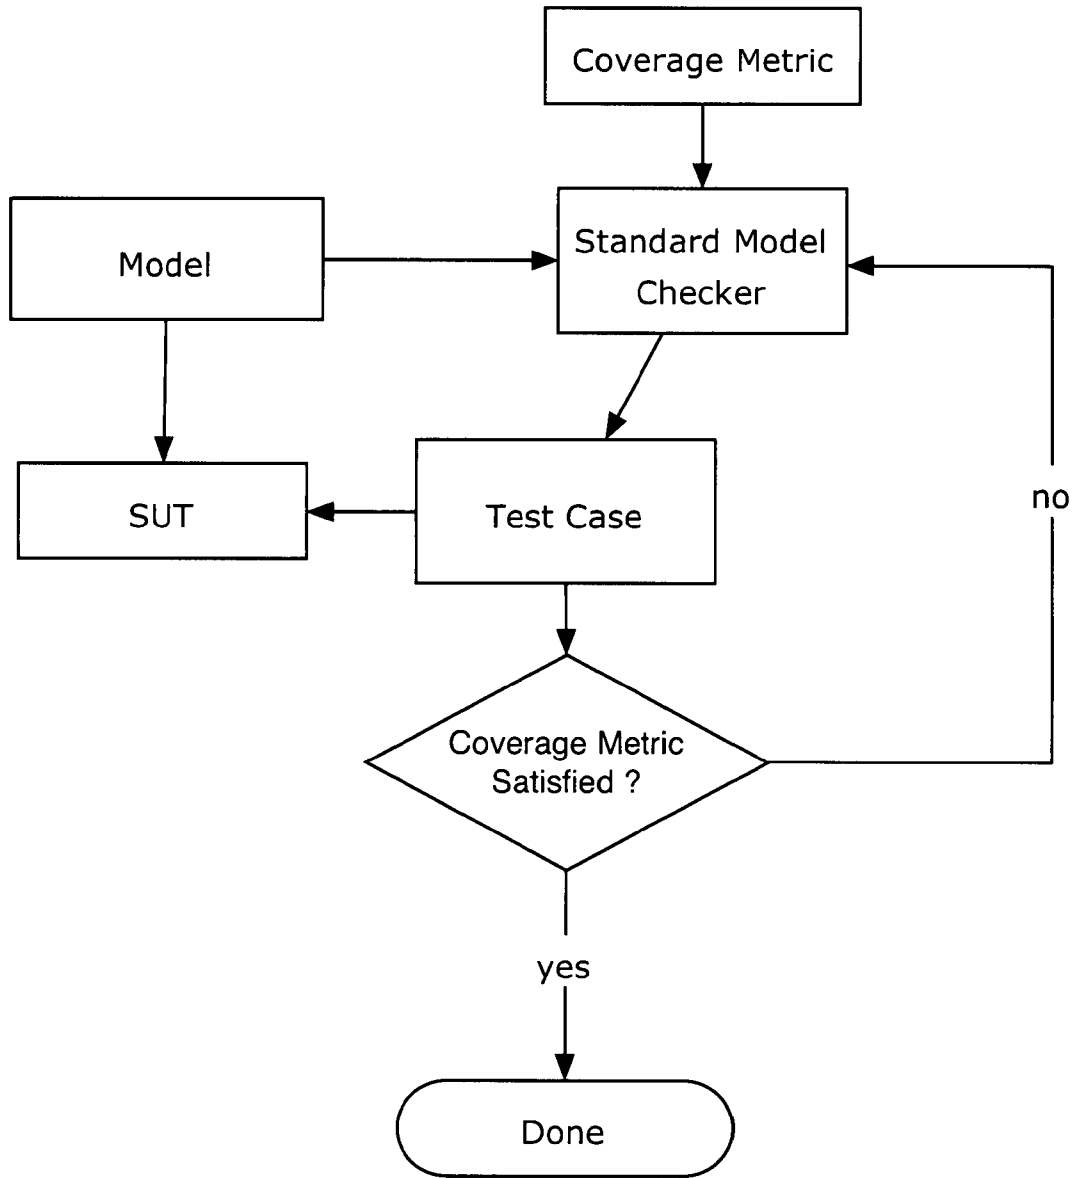 Coverage Metric
Standard Model
Checker
Model
SUT
Test Case
no
Coverage Metric
Satisfied ?
yes
Done